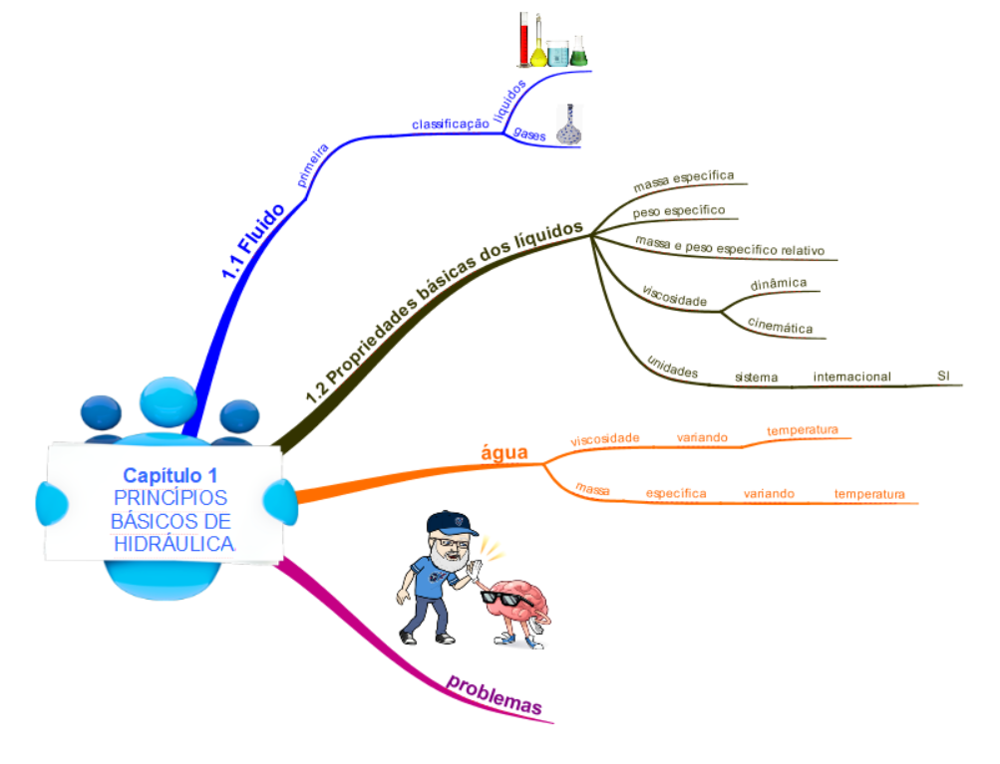 Capítulo 1
PRINCÍPIOS
BÁSICOS DE
HIDRÁULICA
1.1 Fluido
primeira
classificação
líquidos
gases
1.2 Propriedades básicas dos líquidos
massa específica
peso específico
massa e peso específico relativo
viscosidade
dinâmica
cinemática
unidades
sistema
internacional
SI
água
viscosidade
variando
temperatura
massa
específica
variando
temperatura
problemas